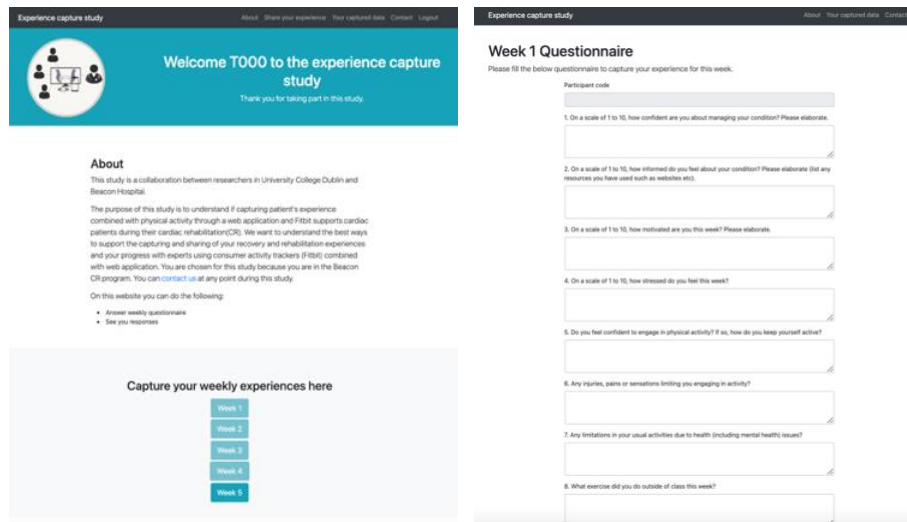 Experience capture study
About Share your experience Your captured data Contact Logout
Welcome T000 to the experience capture
study
Thank you for taking part in this study.
About
This study is a collaboration between researchers in University College Dublin and
Beacon Hospital.
The purpose of this study is to understand if capturing patient's experience
combined with physical activity through a web application and Fitbit supports cardiac
patients during their cardiac rehabilitation(CR). We want to understand the best ways
to support the capturing and sharing of your recovery and rehabilitation experiences
and your progress with experts using consumer activity trackers (Fitbit) combined
with web application. You are chosen for this study because you are in the Beacon
CR program. You can contact us at any point during this study.
On this website you can do the following:
Answer weekly questionnaire
See you responses
Capture your weekly experiences here
Week 1
Week 2
Week 3
Week 4
Week 5
Experience capture study
About Your captured data Contact
Week 1 Questionnaire
Please fill the below questionnaire to capture your experience for this week.
Participant code
1. On a scale of 1 to 10, how confident are you about managing your condition? Please elaborate.
2. On a scale of 1 to 10, how informed do you feel about your condition? Please elaborate (list any
resources you have used such as websites etc).
3. On a scale of 1 to 10, how motivated are you this week? Please elaborate.
4. On a scale of 1 to 10, how stressed do you feel this week?
5. Do you feel confident to engage in physical activity? If so, how do you keep yourself active?
6. Any injuries, pains or sensations limiting you engaging in activity?
7. Any limitations in your usual activities due to health (including mental health) issues?
8. What exercise did you do outside of class this week?